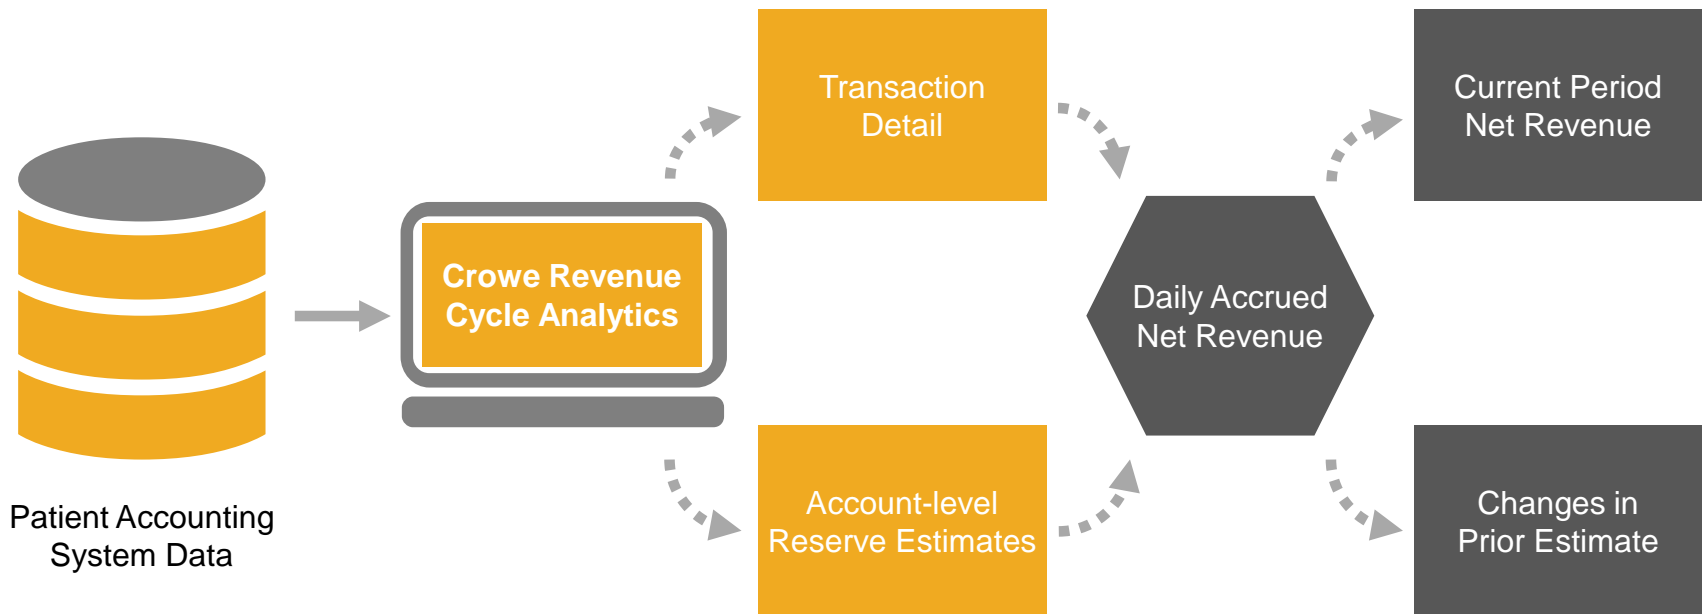 Patient Accounting
System Data
Crowe Revenue
Cycle Analytics
Transaction
Detail
Account-level
Reserve Estimates
Daily Accrued
Net Revenue
Current Period
Net Revenue
Changes in
Prior Estimate